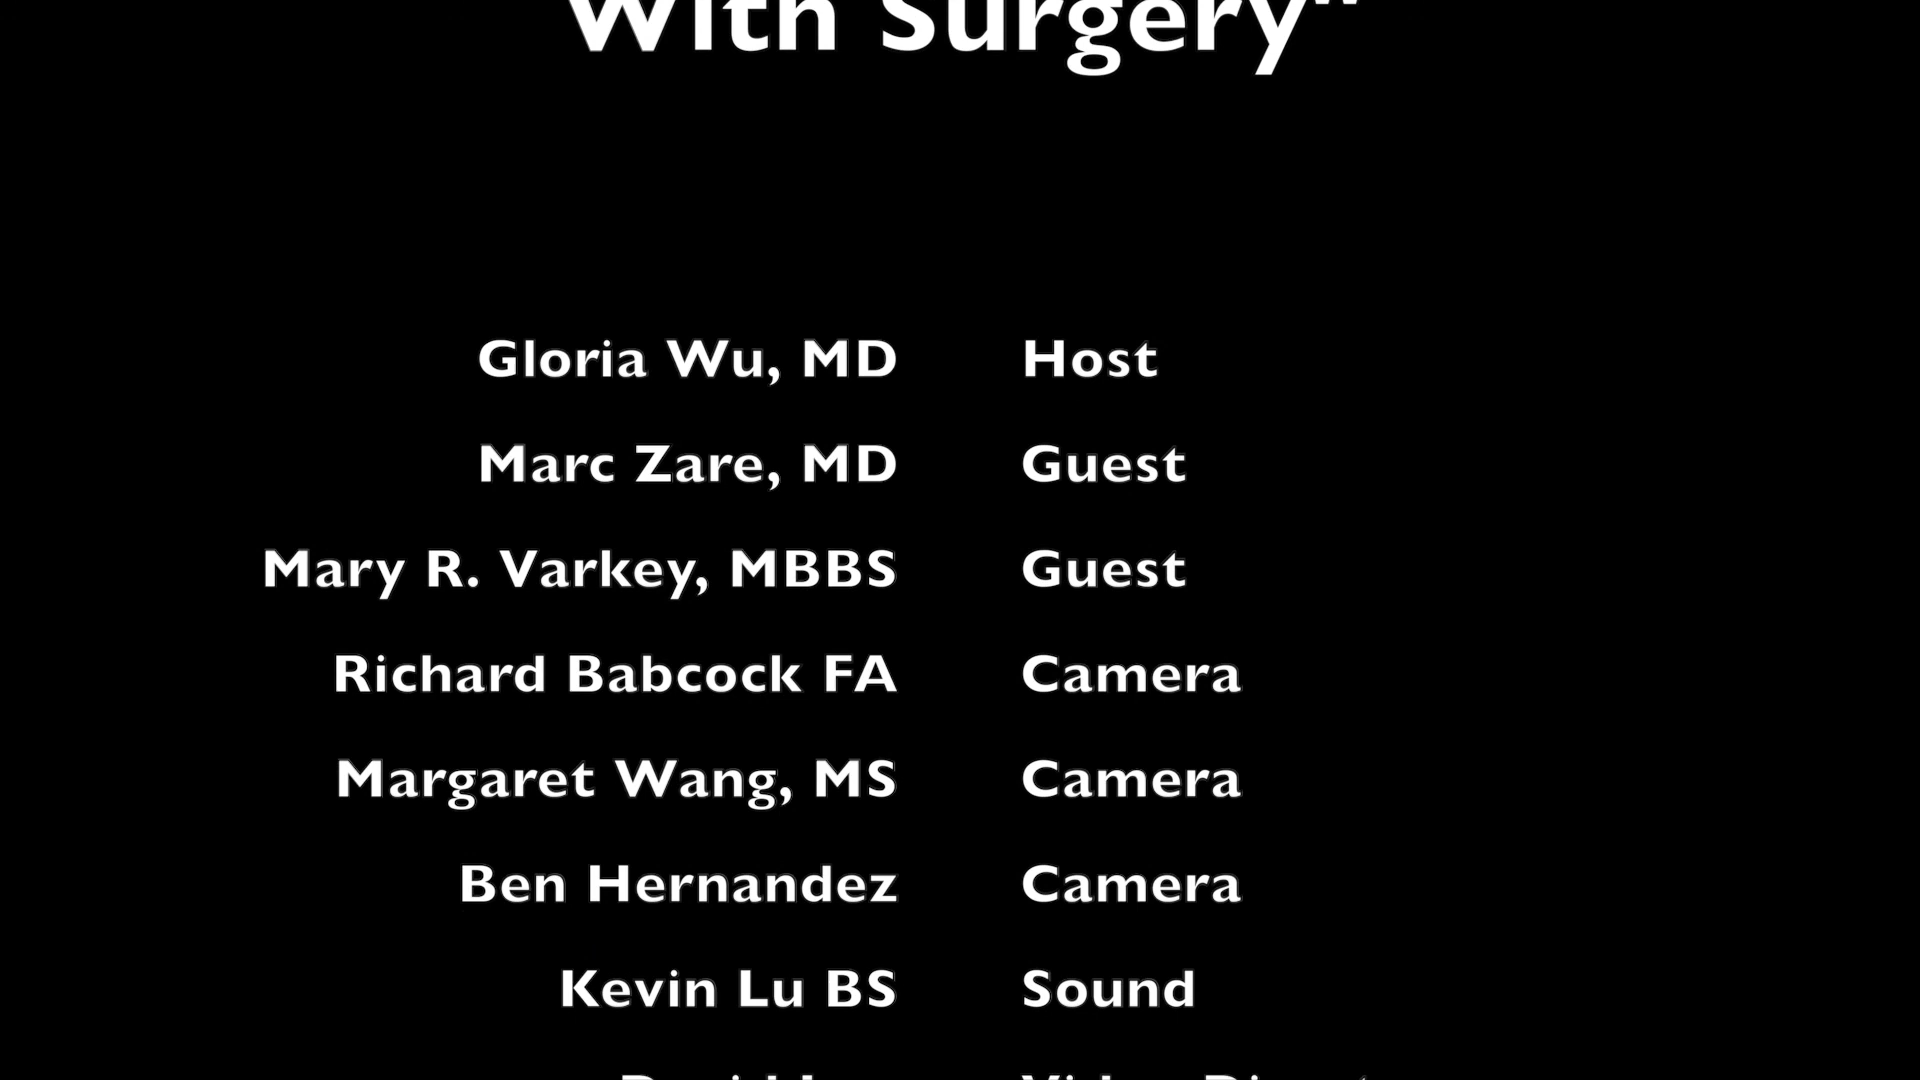 With Surgery"
Gloria Wu, MD Host
Marc Zare, MD Guest
Mary R. Varkey, MBBS Guest
Richard Babcock FA Camera
Margaret Wang, MS Camera
Ben Hernandez Camera
Kevin Lu BS Sound